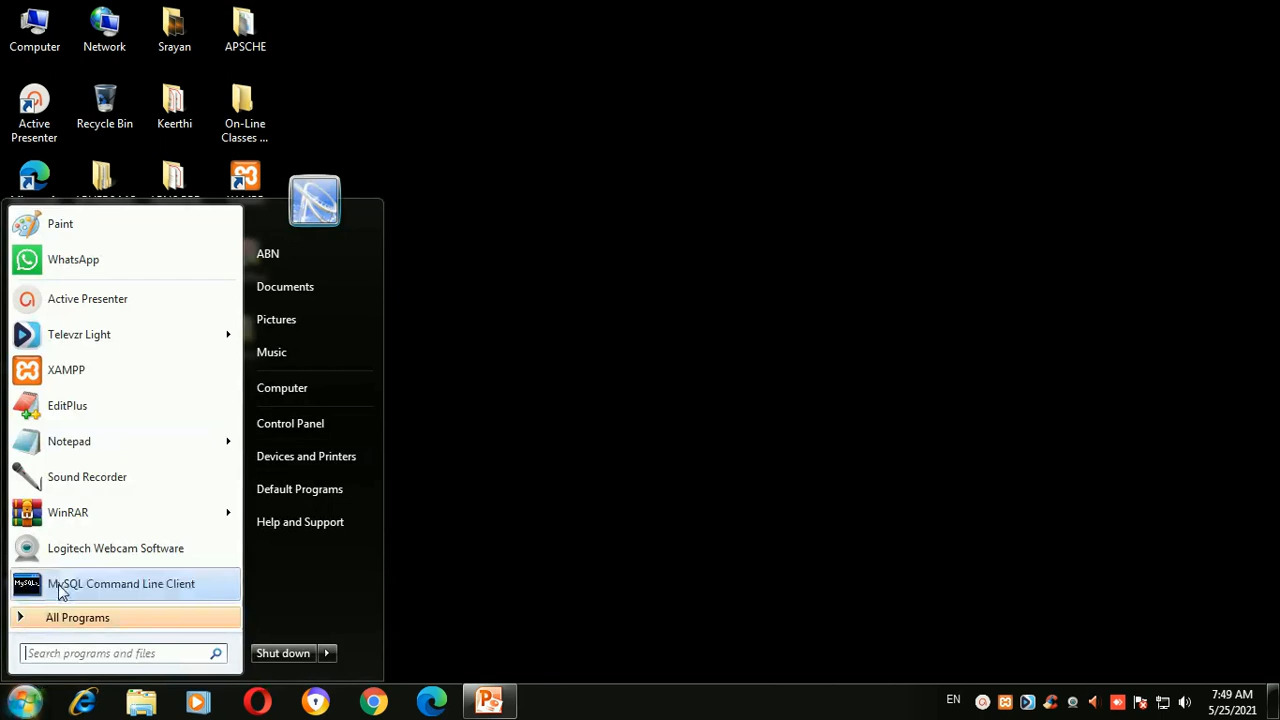 Computer
Network
Srayan
APSCHE
Active
Presenter
Recycle Bin
Keerthi
On-Line
Classes ...
Paint
WhatsApp
Active Presenter
Televzr Light
XAMPP
EditPlus
Notepad
Sound Recorder
WinRAR
Logitech Webcam Software
MySQL Command Line Client
All Programs
Search programs and files
ABN
Documents
Pictures
Music
Computer
Control Panel
Devices and Printers
Default Programs
Help and Support
Shut down
EN
7:49 AM
5/25/2021